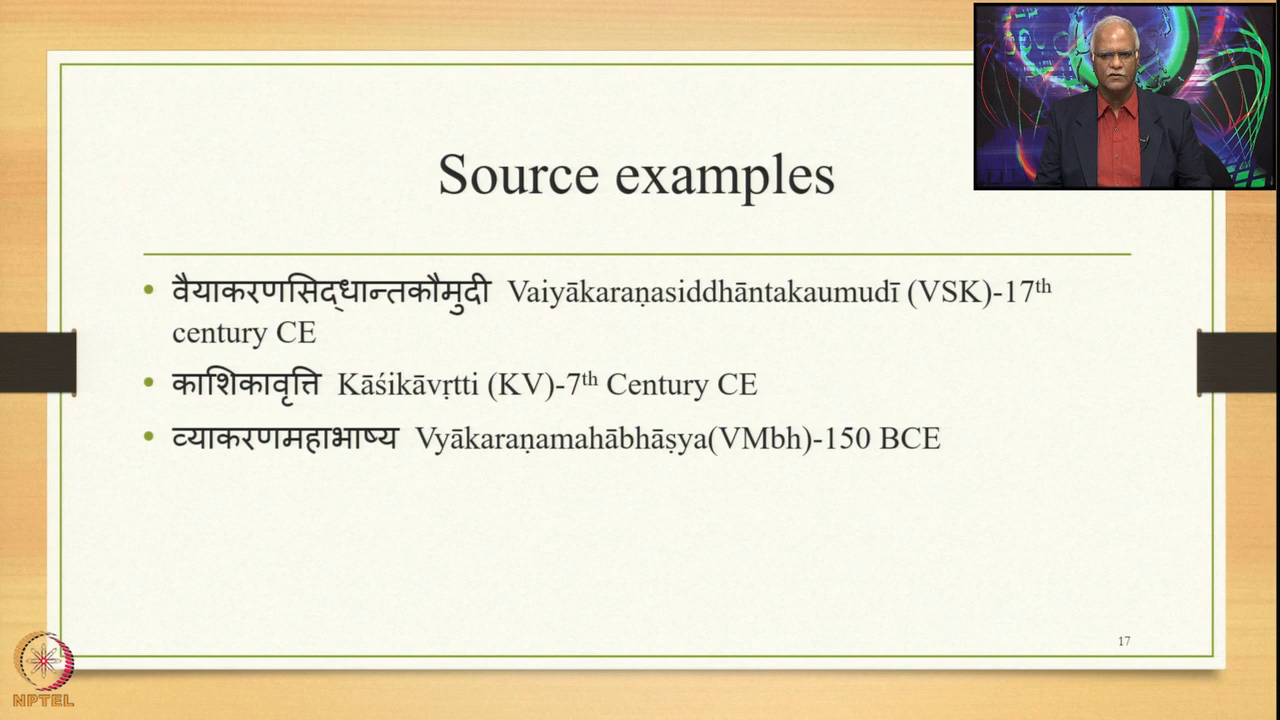 Source examples
• वैयाकरणसिद्धान्तकौमुदी Vaiyākaraṇasiddhāntakaumudī (VSK)-17th
century CE
• काशिकावृत्ति Kāśikāvṛtti (KV)-7th Century CE
• व्याकरणमहाभाष्य Vyākaraṇamahābhāṣya(VMbh)-150 BCE
17
NPTEL